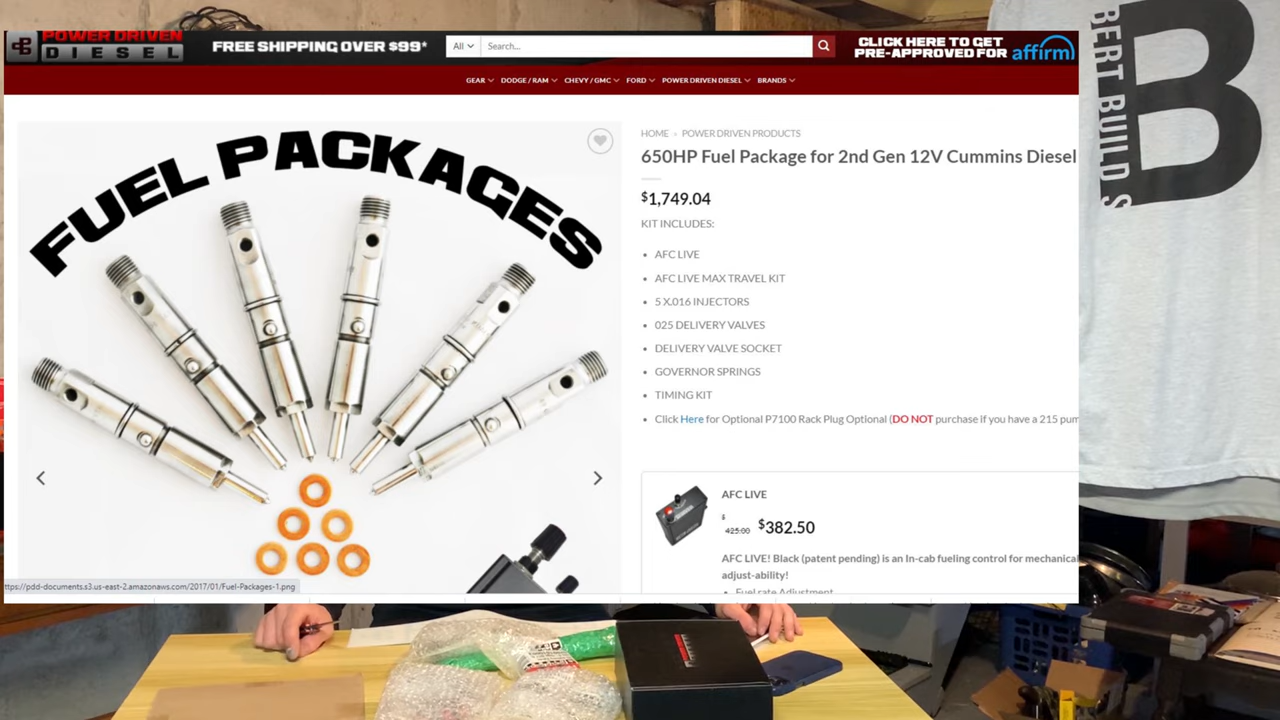 POWER DRIVEN
DIESEL
FREE SHIPPING OVER $99*
All
Search...
CLICK HERE TO GET
PRE-APPROVED FOR affirm
GEAR DODGE / RAM CHEVY / GMC FORD POWER DRIVEN DIESEL BRANDS
FUEL PACKAGES
HOME » POWER DRIVEN PRODUCTS
650HP Fuel Package for 2nd Gen 12V Cummins Diesel
$1,749.04
KIT INCLUDES:
• AFC LIVE
• AFC LIVE MAX TRAVEL KIT
• 5 X.016 INJECTORS
• 025 DELIVERY VALVES
• DELIVERY VALVE SOCKET
• GOVERNOR SPRINGS
• TIMING KIT
• Click Here for Optional P7100 Rack Plug Optional (DO NOT purchase if you have a 215 pum
AFC LIVE
$425.00 $382.50
AFC LIVE! Black (patent pending) is an In-cab fueling control for mechanical
adjust-ability!
• Fuel rate Adjustment
ttps://pdd-documents.s3.us-east-2.amazonaws.com/2017/01/Fuel-Packages-1.png
B
BERT BUILD S